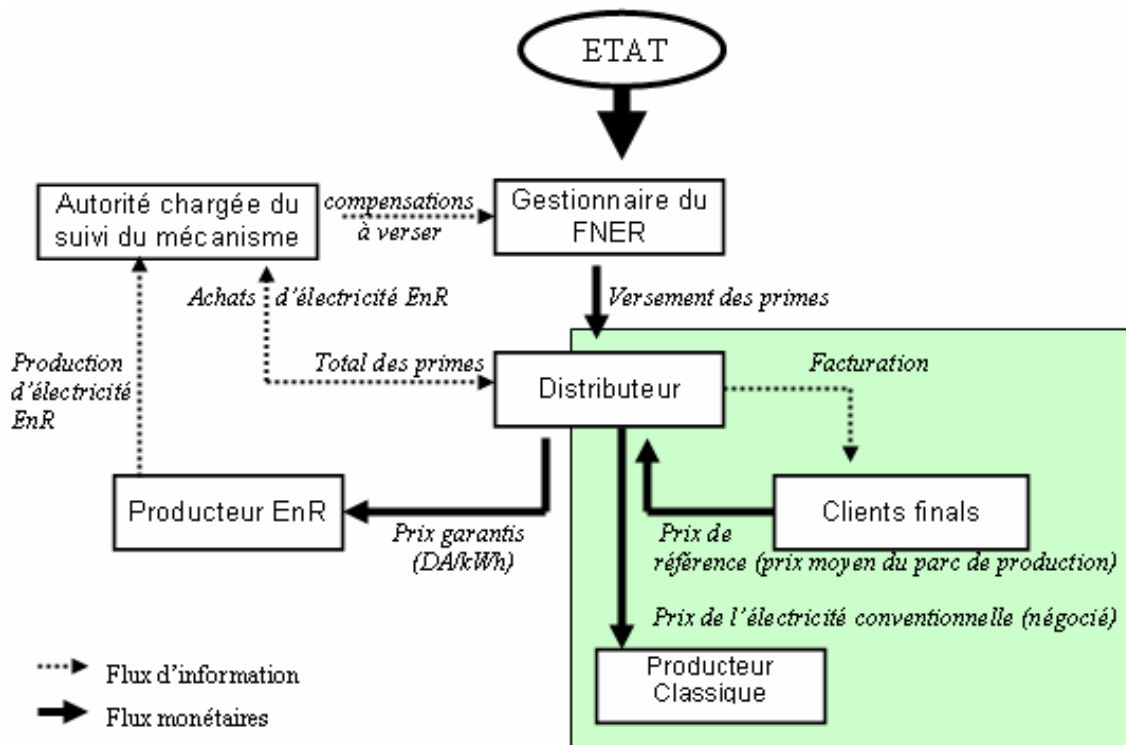 ETAT
Autorité chargée du
suivi du mécanisme
compensations
à verser
Gestionnaire du
FNER
Achats d'électricité EnR
Versement des primes
Production
d'électricité
EnR
Total des primes
Distributeur
Facturation
Producteur EnR
Prix garantis
(DA/kWh)
Clients finals
Prix de
référence (prix moyen du parc de production)
Prix de l'électricité conventionnelle (négocié)
Producteur
Classique
Flux d'information
Flux monétaires